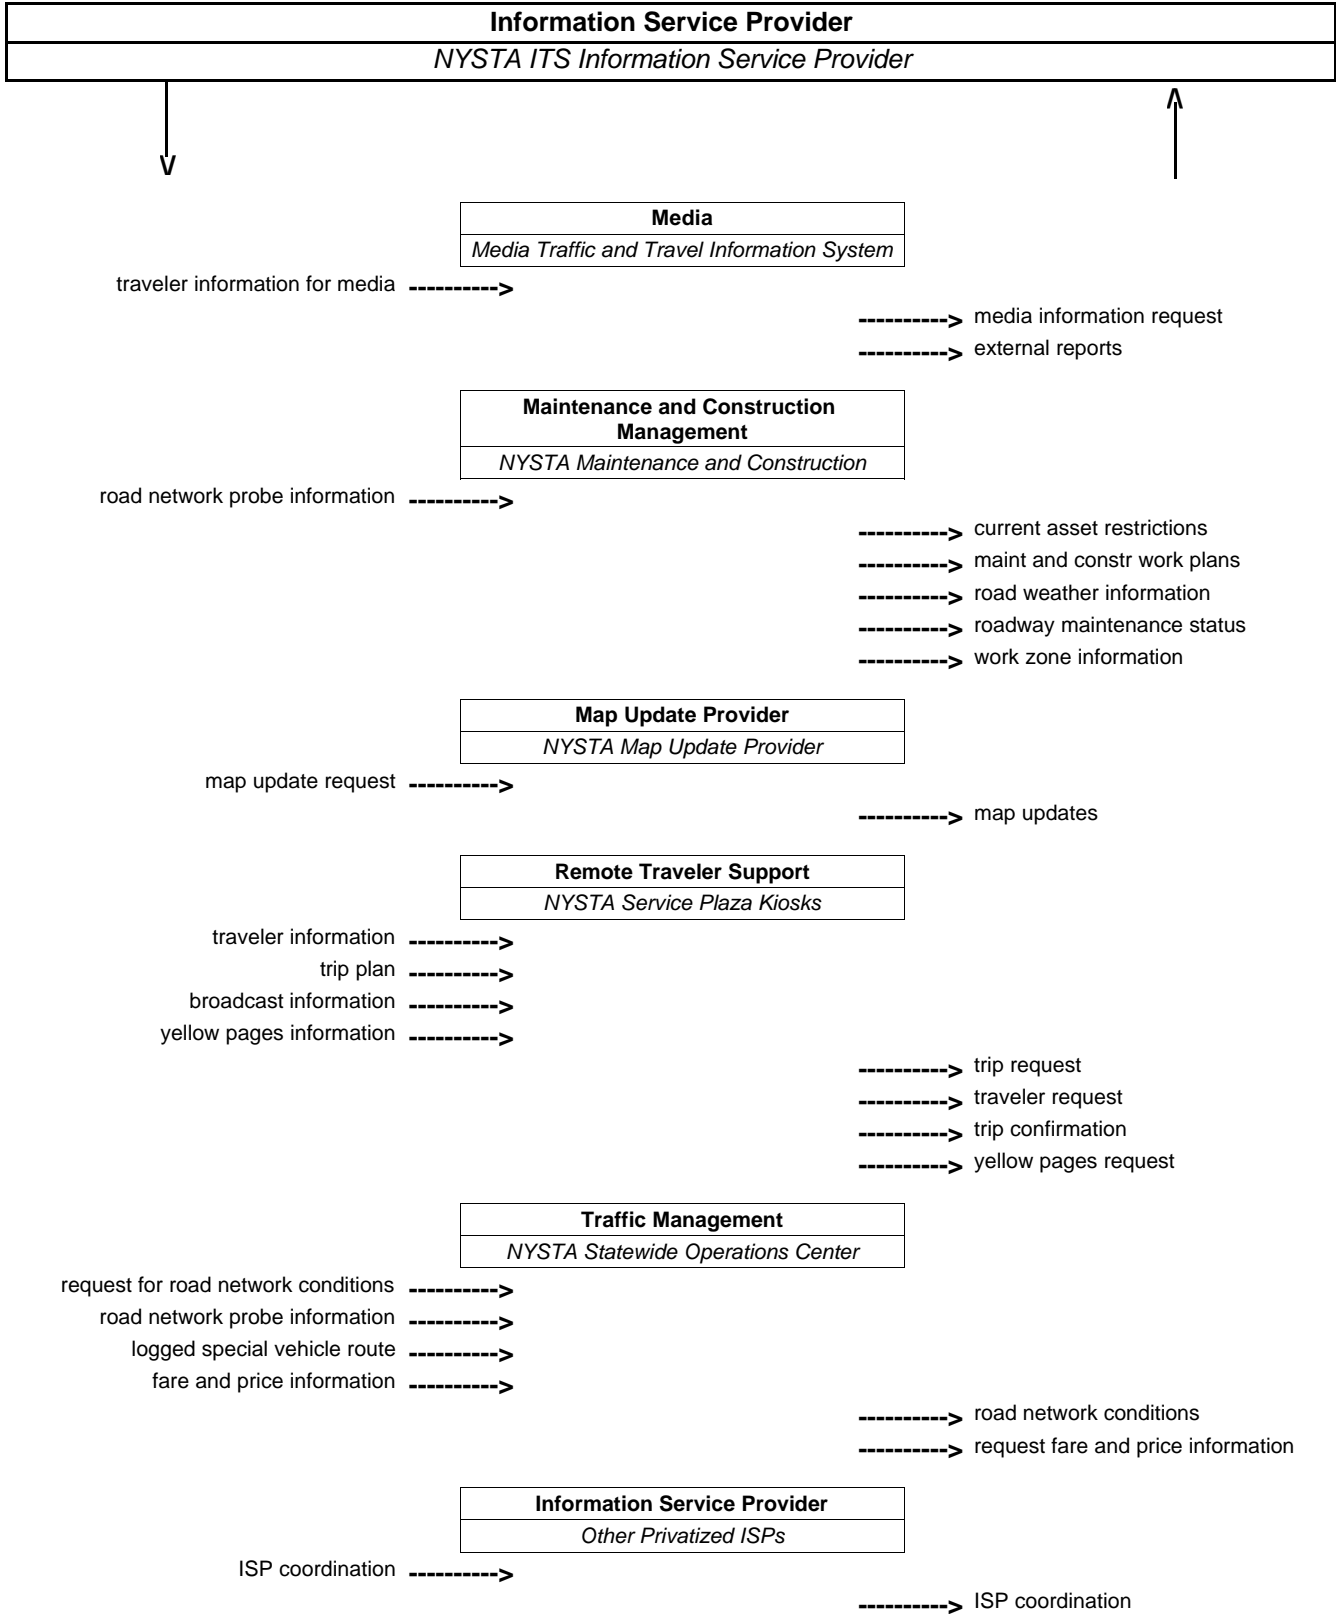 Information Service Provider
NYSTA ITS Information Service Provider
Media
Media Traffic and Travel Information System
traveler information for media
media information request
external reports
Maintenance and Construction
Management
NYSTA Maintenance and Construction
road network probe information
current asset restrictions
maint and constr work plans
road weather information
roadway maintenance status
work zone information
Map Update Provider
NYSTA Map Update Provider
map update request
map updates
Remote Traveler Support
NYSTA Service Plaza Kiosks
traveler information
trip plan
broadcast information
yellow pages information
trip request
traveler request
trip confirmation
yellow pages request
Traffic Management
NYSTA Statewide Operations Center
request for road network conditions
road network probe information
logged special vehicle route
fare and price information
road network conditions
request fare and price information
Information Service Provider
Other Privatized ISPs
ISP coordination
ISP coordination